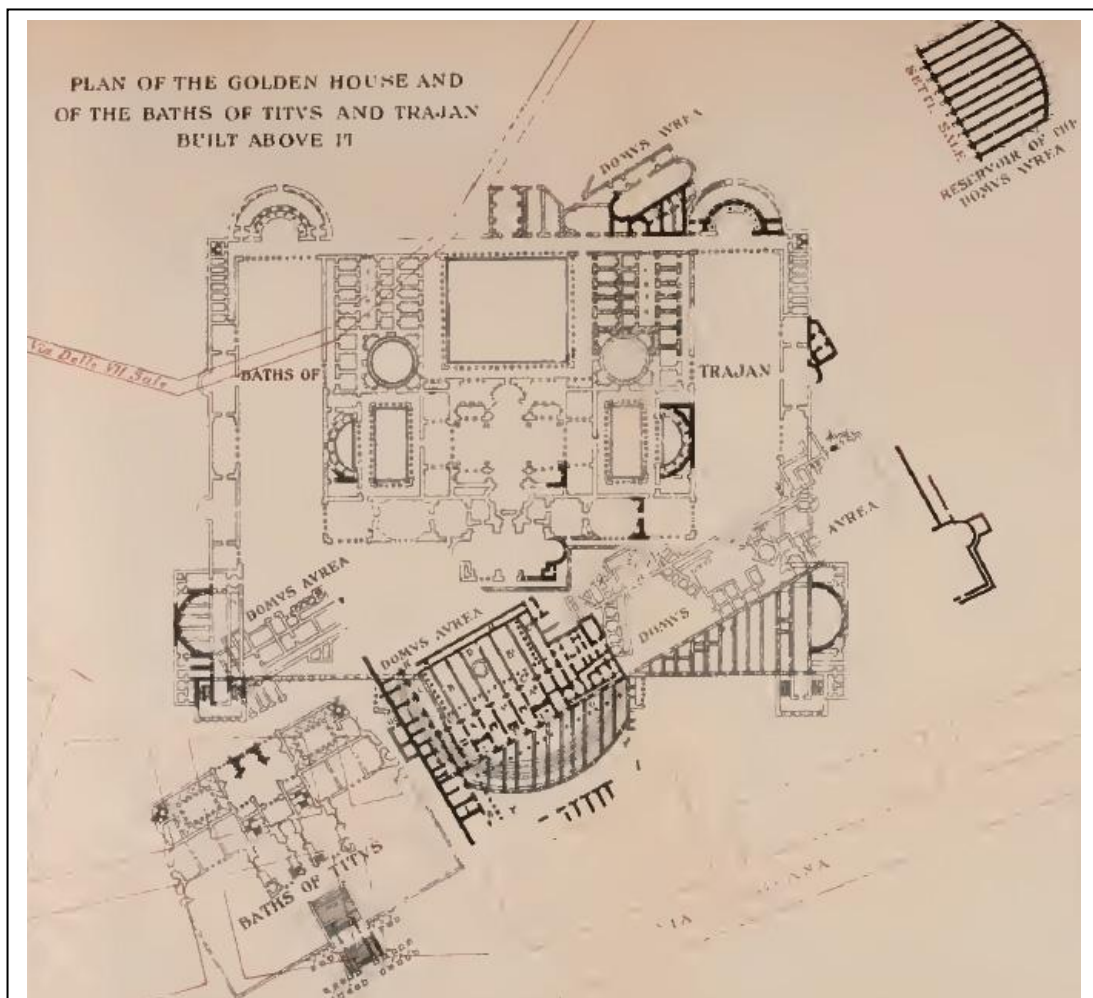 PLAN OF THE GOLDEN HOUSE AND
OF THE BATHS OF TITVS AND TRAJAN
BUILT ABOVE IT
DOMVS AVREA
SETTE SALE
RESERVOIR OF THE
DOMVS AVREA
Via Delle VII Sale
BATHS OF
TRAJAN
DOMVS AVREA
DOMVS AVREA
DOMVS
AVREA
BATHS OF TITVS
VIA